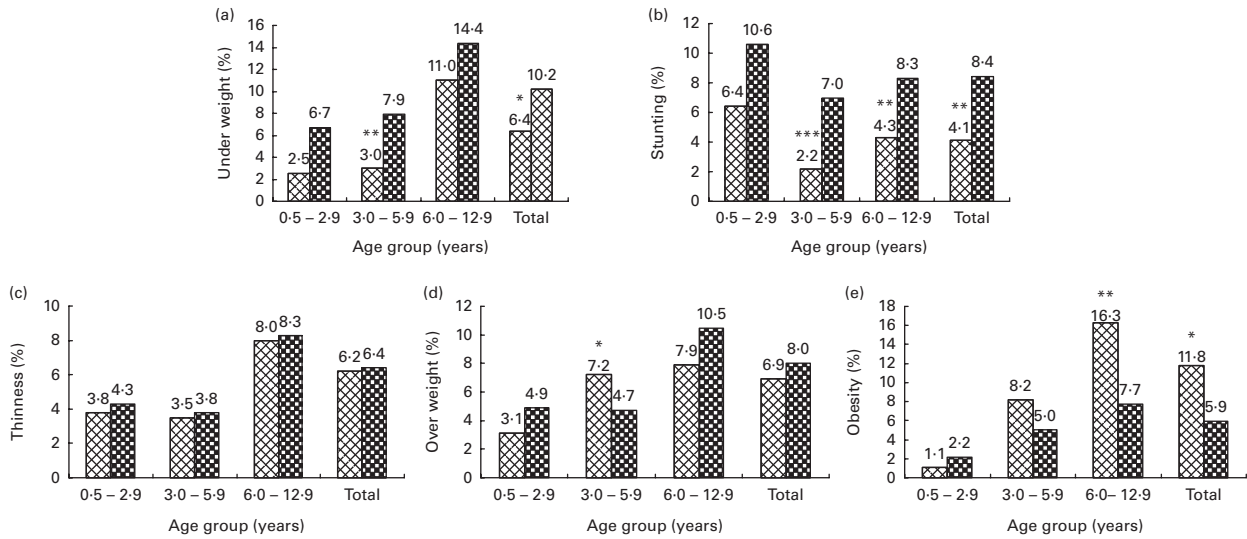 (a)
Under weight (%)
16
14
12
10
8
6
4
2
0
2·5
6·7
**
3·0
7·9
11·0
14·4
*
6·4
10·2
0·5 – 2·9
3·0 – 5·9
6·0 – 12·9
Total
Age group (years)
(b)
Stunting (%)
12
10
8
6
4
2
0
6·4
10·6
***
2·2
7·0
**
4·3
8·3
**
4·1
8·4
0·5 – 2·9
3·0 – 5·9
6·0 – 12·9
Total
Age group (years)
(c)
Thinness (%)
10
8
6
4
2
0
3·8
4·3
3·5
3·8
8·0
8·3
6·2
6·4
0·5 – 2·9
3·0 – 5·9
6·0 – 12·9
Total
Age group (years)
(d)
Over weight (%)
12
10
8
6
4
2
0
3·1
4·9
*
7·2
4·7
7·9
10·5
6·9
8·0
0·5 – 2·9
3·0 – 5·9
6·0 – 12·9
Total
Age group (years)
(e)
Obesity (%)
18
16
14
12
10
8
6
4
2
0
1·1
2·2
8·2
5·0
**
16·3
7·7
*
11·8
5·9
0·5 – 2·9
3·0 – 5·9
6·0– 12·9
Total
Age group (years)